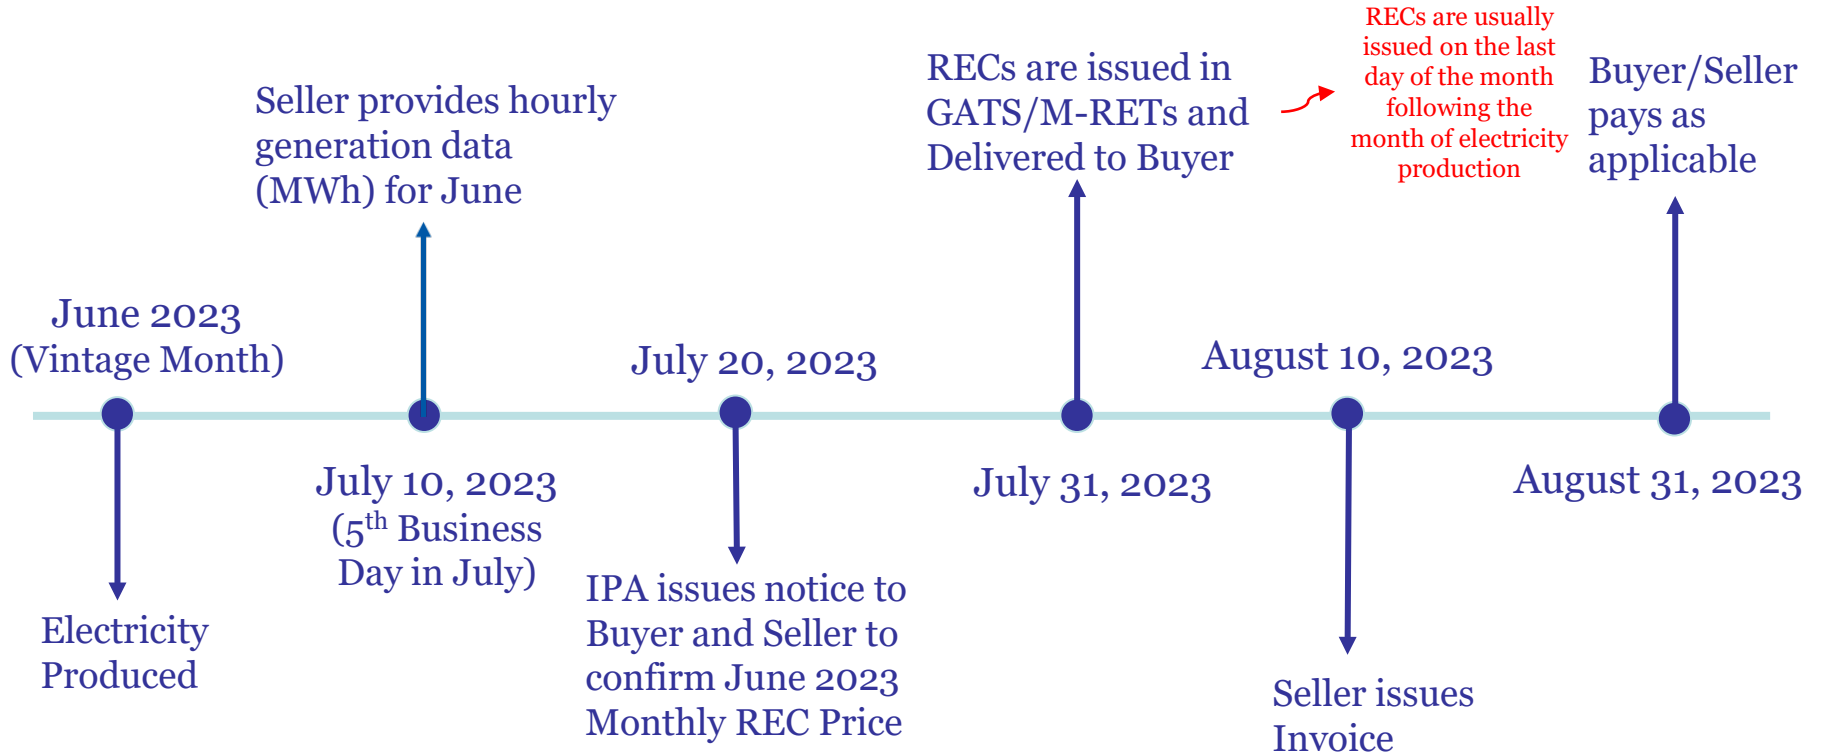 RECs are usually
issued on the last
day of the month
following the
month of electricity
production
RECs are issued in
GATS/M-RETs and
Delivered to Buyer
Buyer/Seller
pays as
applicable
Seller provides hourly
generation data
(MWh) for June
June 2023
(Vintage Month)
July 20, 2023
August 10, 2023
July 10, 2023
(5th Business
Day in July)
July 31, 2023
August 31, 2023
Electricity
Produced
IPA issues notice to
Buyer and Seller to
confirm June 2023
Monthly REC Price
Seller issues
Invoice